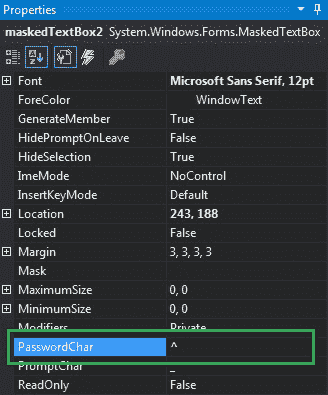 Properties
maskedTextBox2 System.Windows.Forms.MaskedTextBox
Font Microsoft Sans Serif, 12pt
ForeColor WindowText
GenerateMember True
HidePromptOnLeave False
HideSelection True
ImeMode NoControl
InsertKeyMode Default
Location 243, 188
Locked False
Margin 3, 3, 3, 3
Mask
MaximumSize 0, 0
MinimumSize 0, 0
Modifiers Private
PasswordChar ^
PromptChar _
ReadOnly False